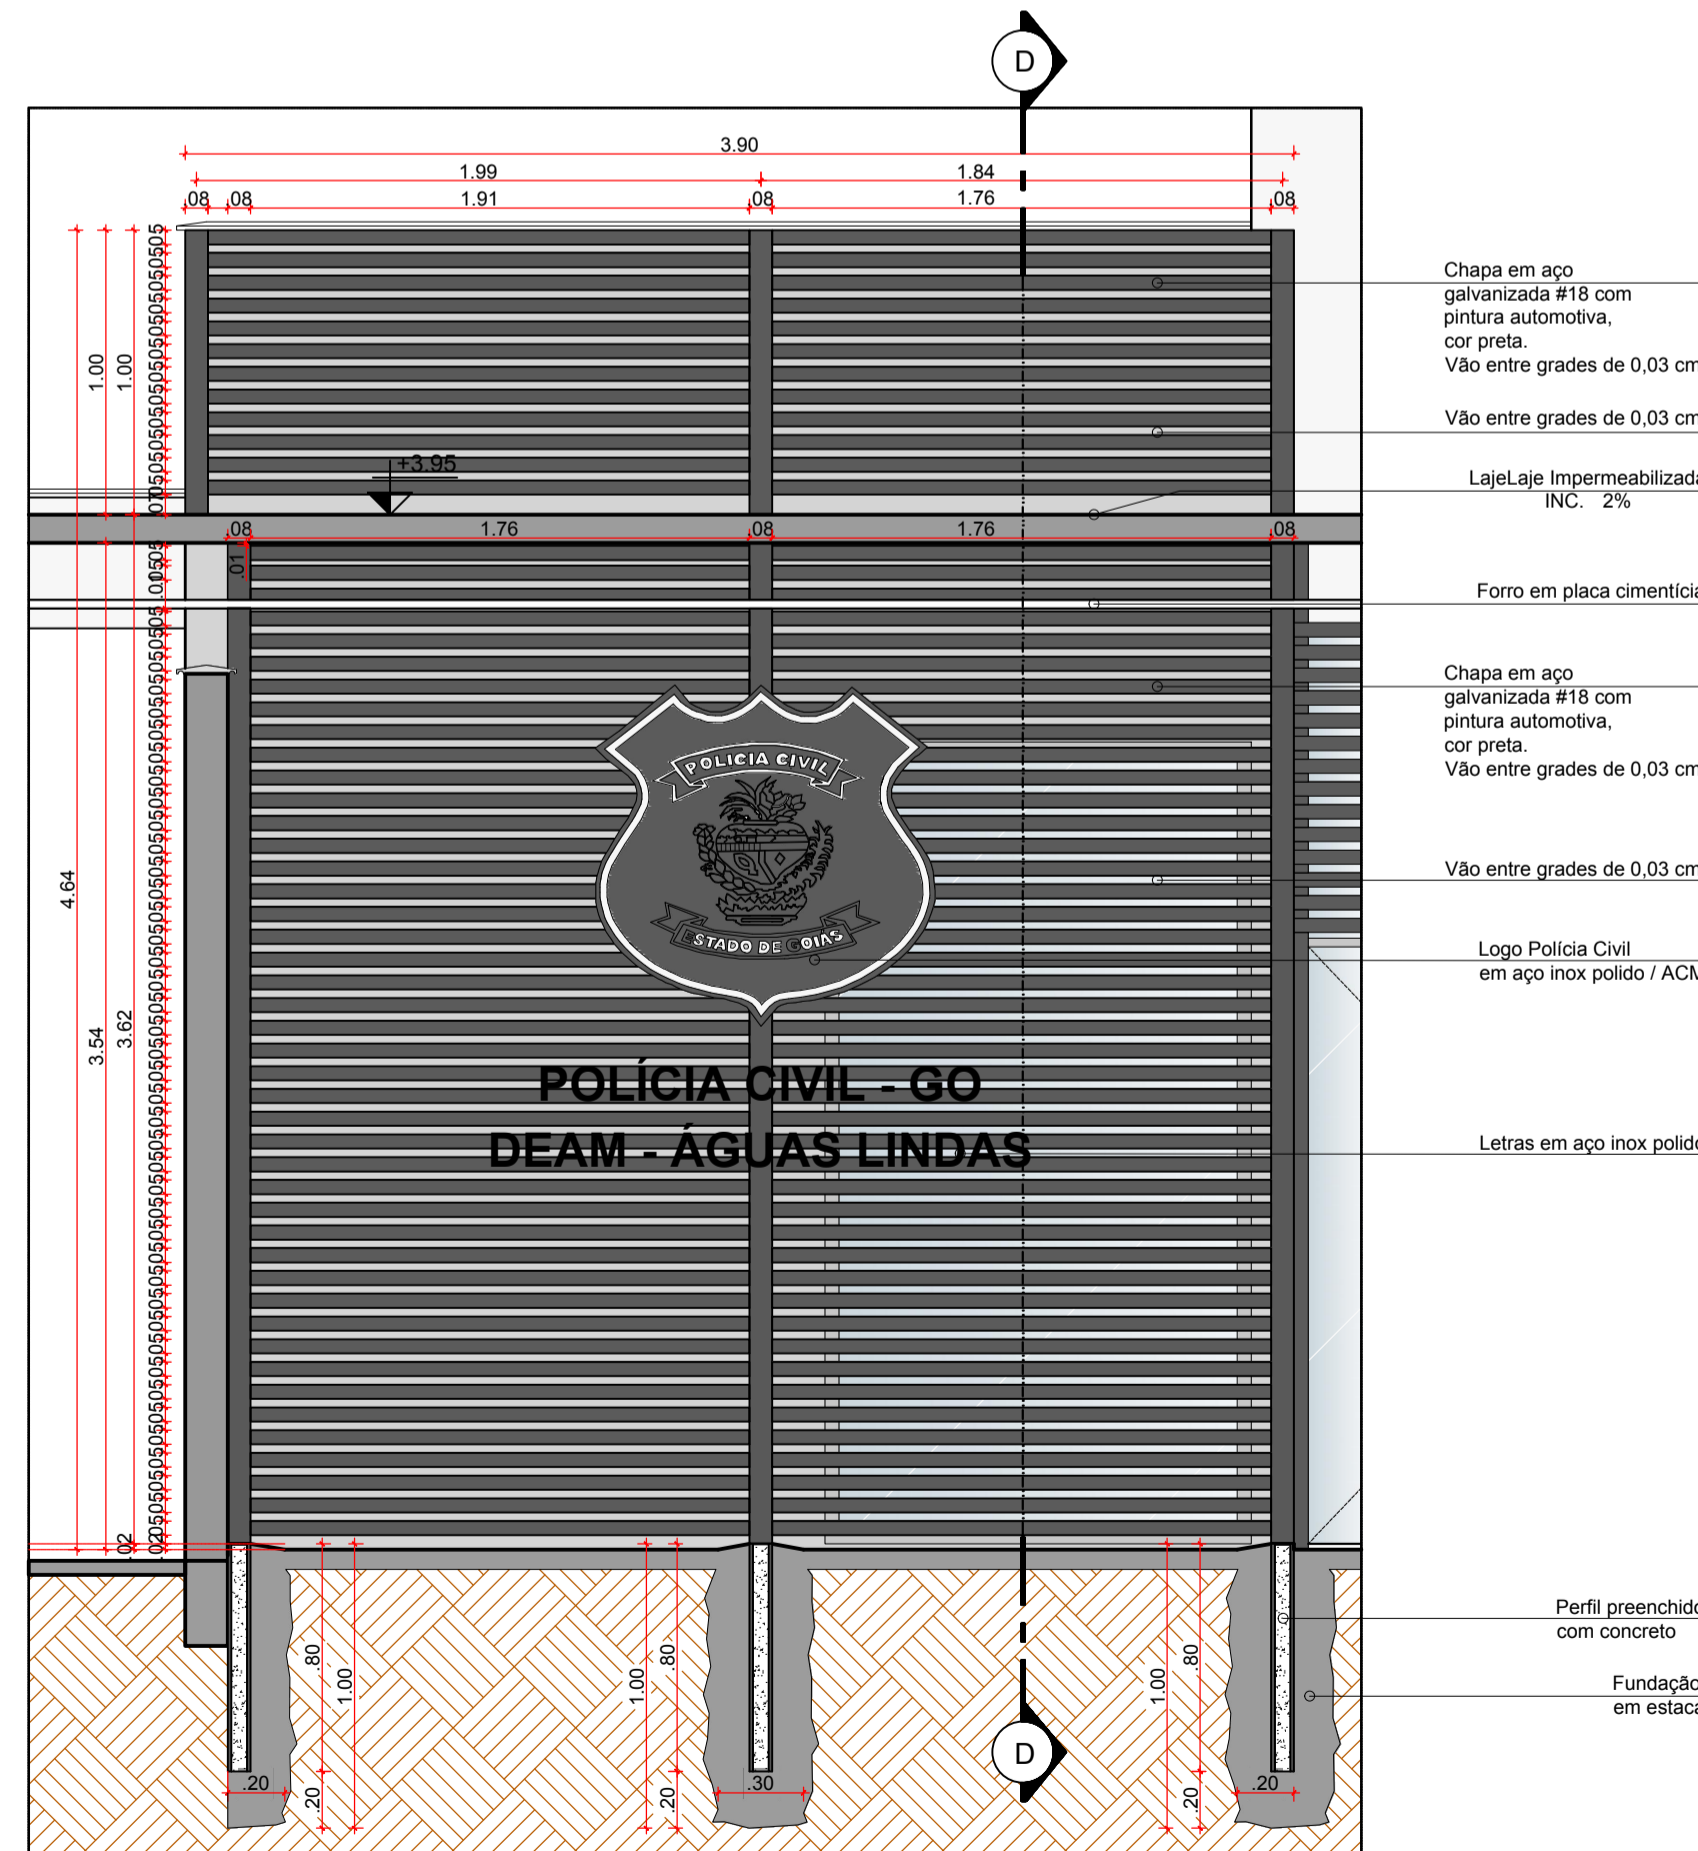 D
3.90
1.99
1.84
.08
.08
1.91
.08
1.76
.08
1.00
1.00
+3.95
.08
1.76
.08
1.76
.08
.01
4.64
3.54
3.62
.02
.02
Chapa em aço
galvanizada #18 com
pintura automotiva,
cor preta.
Vão entre grades de 0,03 cm
Vão entre grades de 0,03 cm
LajeLaje Impermeabilizada
INC. 2%
Forro em placa cimentícia
Chapa em aço
galvanizada #18 com
pintura automotiva,
cor preta.
Vão entre grades de 0,03 cm
Vão entre grades de 0,03 cm
POLICIA CIVIL
ESTADO DE GOIÁS
Logo Polícia Civil
em aço inox polido / ACM
POLÍCIA CIVIL - GO
DEAM - ÁGUAS LINDAS
Letras em aço inox polido
Perfil preenchido
com concreto
Fundação
em estaca
.80
1.00
.20
.20
1.00
.80
.20
.30
1.00
.80
.20
.20
D